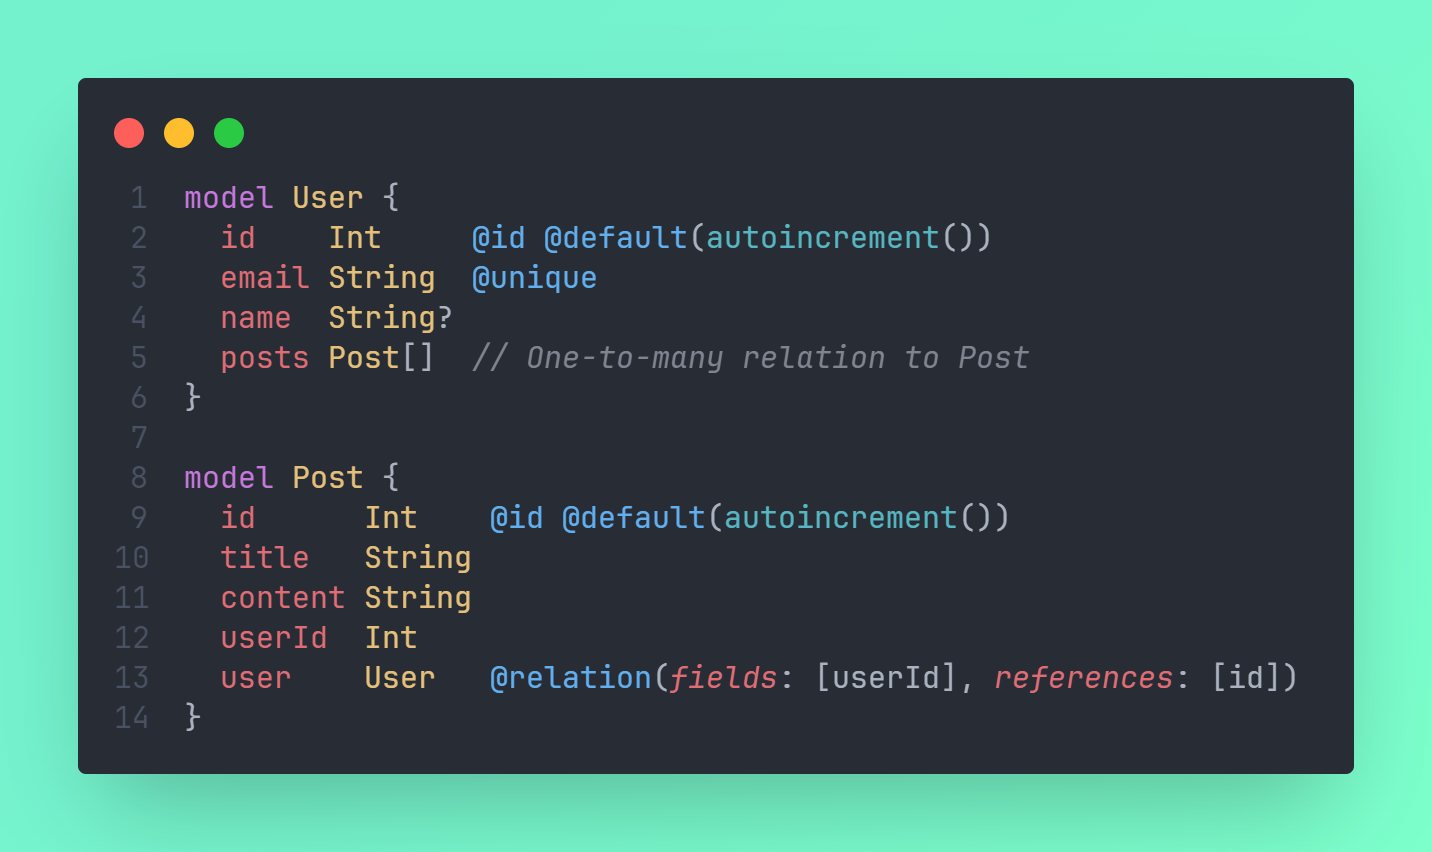 1 model User {
2   id    Int     @id @default(autoincrement())
3   email String  @unique
4   name  String?
5   posts Post[]  // One-to-many relation to Post
6 }
7
8 model Post {
9   id      Int    @id @default(autoincrement())
10   title   String
11   content String
12   userId  Int
13   user    User   @relation(fields: [userId], references: [id])
14 }